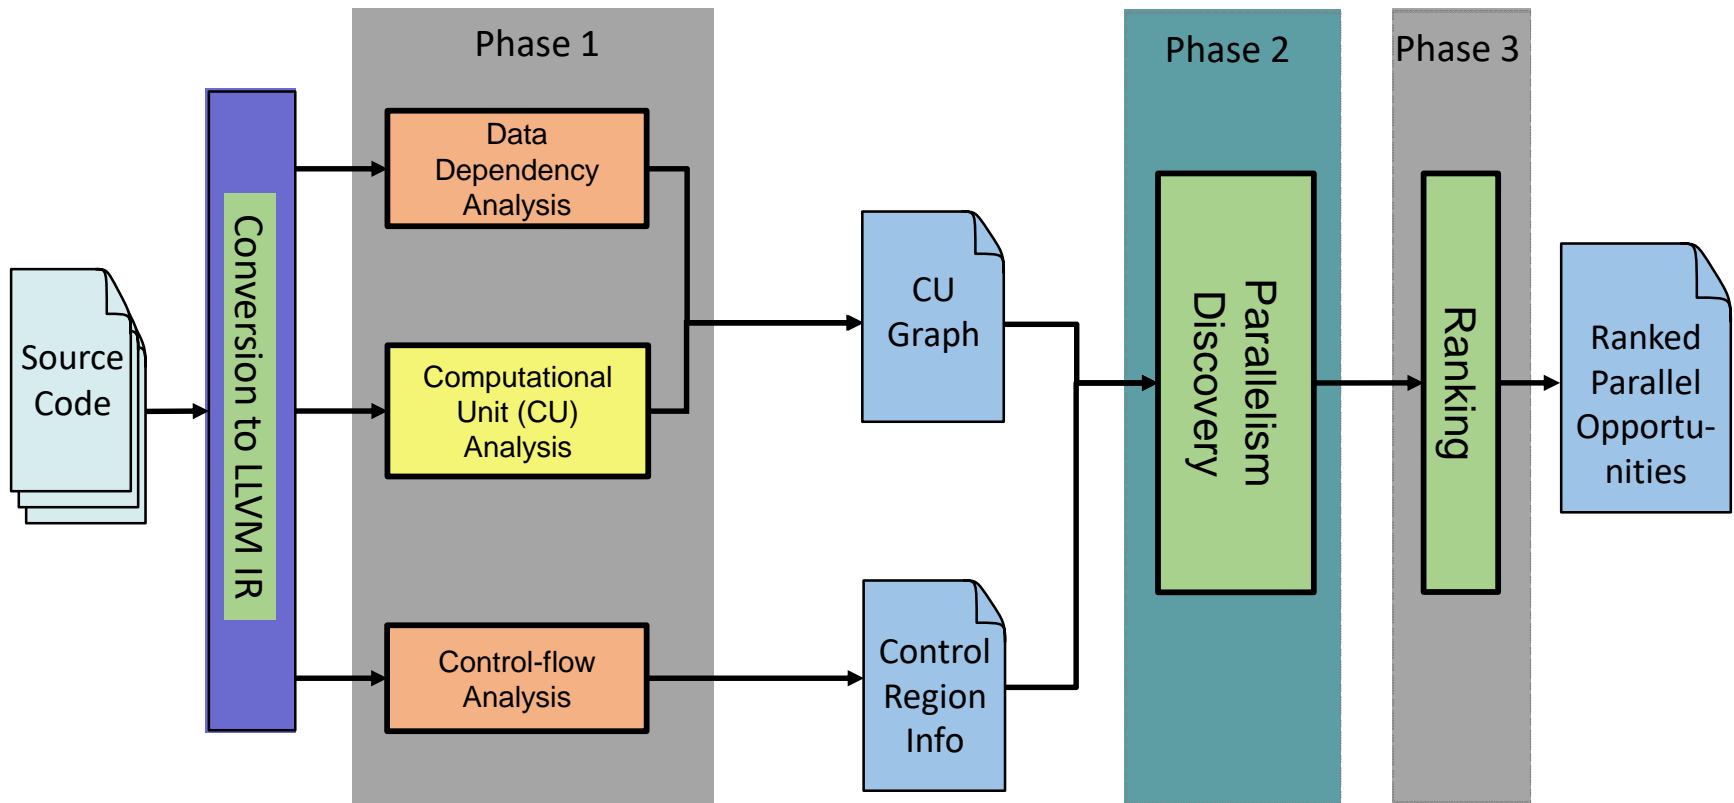 Phase 1
Phase 2
Phase 3
Source
Code
Conversion to LLVM IR
Data
Dependency
Analysis
Computational
Unit (CU)
Analysis
Control-flow
Analysis
CU
Graph
Control
Region
Info
Parallelism
Discovery
Ranking
Ranked
Parallel
Opportu-
nities